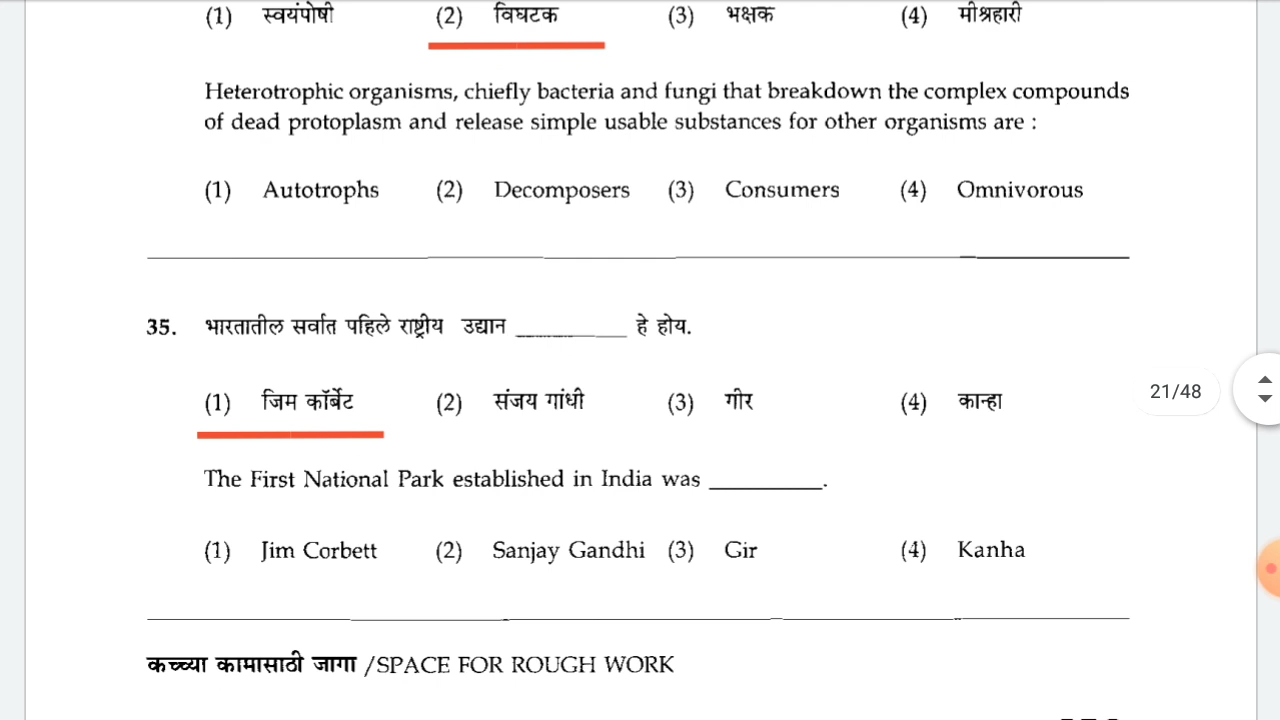 (1) स्वयंपोषी (2) विघटक (3) भक्षक (4) मीश्रहारी
Heterotrophic organisms, chiefly bacteria and fungi that breakdown the complex compounds
of dead protoplasm and release simple usable substances for other organisms are :
(1) Autotrophs (2) Decomposers (3) Consumers (4) Omnivorous
35. भारतातील सर्वात पहिले राष्ट्रीय उद्यान _________ हे होय.
(1) जिम कॉर्बेट (2) संजय गांधी (3) गीर (4) कान्हा
21/48
The First National Park established in India was _________.
(1) Jim Corbett (2) Sanjay Gandhi (3) Gir (4) Kanha
कच्च्या कामासाठी जागा /SPACE FOR ROUGH WORK